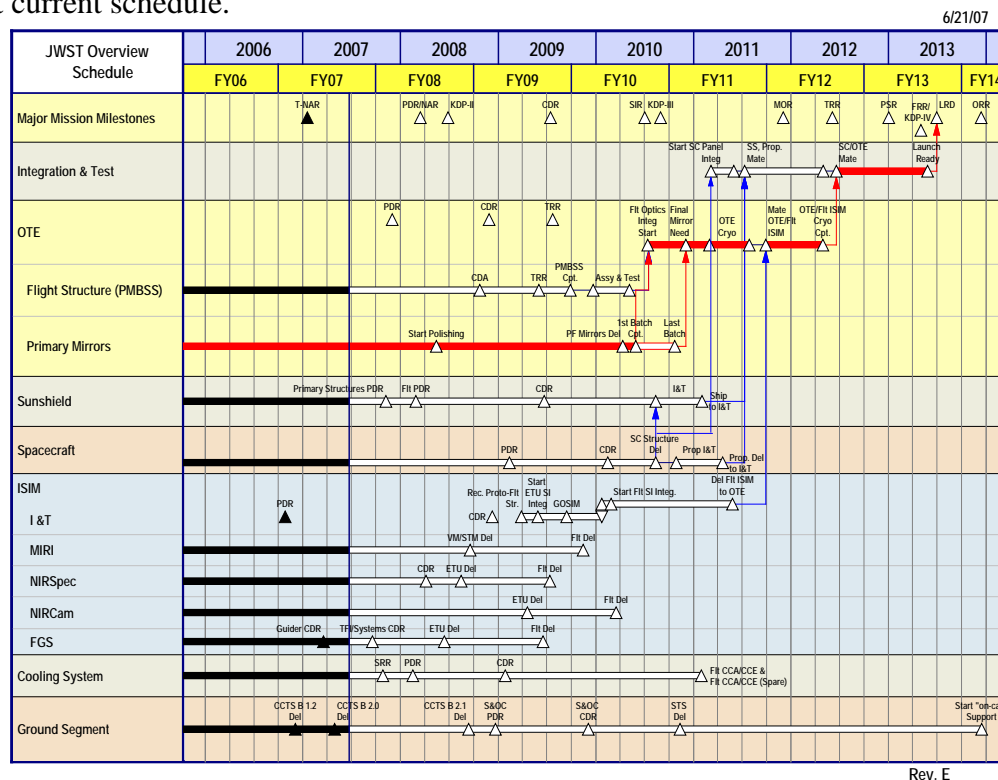 t current schedule.
6/21/07
JWST Overview
Schedule
2006 2007 2008 2009 2010 2011 2012 2013
FY06 FY07 FY08 FY09 FY10 FY11 FY12 FY13 FY14
Major Mission Milestones
T-NAR PDR/NAR KDP-II CDR SIR KDP-III MOR TRR PSR FRR/ LRD ORR
KDP-IV
Integration & Test
Start SC Panel SS, Prop. SC/OTE Launch
Integ Mate Mate Ready
OTE
PDR CDR TRR
Flt Optics Final Mate OTE/Flt ISIM
Integ Mirror OTE OTE/Flt Cryo
Start Need Cryo ISIM Cpt.
Flight Structure (PMBSS)
CDA TRR PMBSS Assy & Test
Cpt.
Primary Mirrors
Start Polishing PF Mirrors Del 1st Batch Last
Cpt. Batch
Sunshield
Primary Structures PDR Flt PDR CDR I&T Ship
to I&T
Spacecraft
PDR CDR SC Structure Prop I&T Prop. Del
Del to I&T
ISIM
I &T
PDR CDR Rec. Proto-Flt Start GOSIM Start Flt SI Integ. Del Flt ISIM
Str. ETU SI to OTE
Integ
MIRI
VM/STM Del Flt Del
NIRSpec
CDR ETU Del Flt Del
NIRCam
ETU Del Flt Del
FGS
Guider CDR TFI/Systems CDR ETU Del Flt Del
Cooling System
SRR PDR CDR Flt CCA/CCE &
Flt CCA/CCE (Spare)
Ground Segment
CCTS B 1.2 CCTS B 2.0 CCTS B 2.1 S&OC S&OC STS Start "on-ca
Del Del Del PDR CDR Del Support
Rev. E